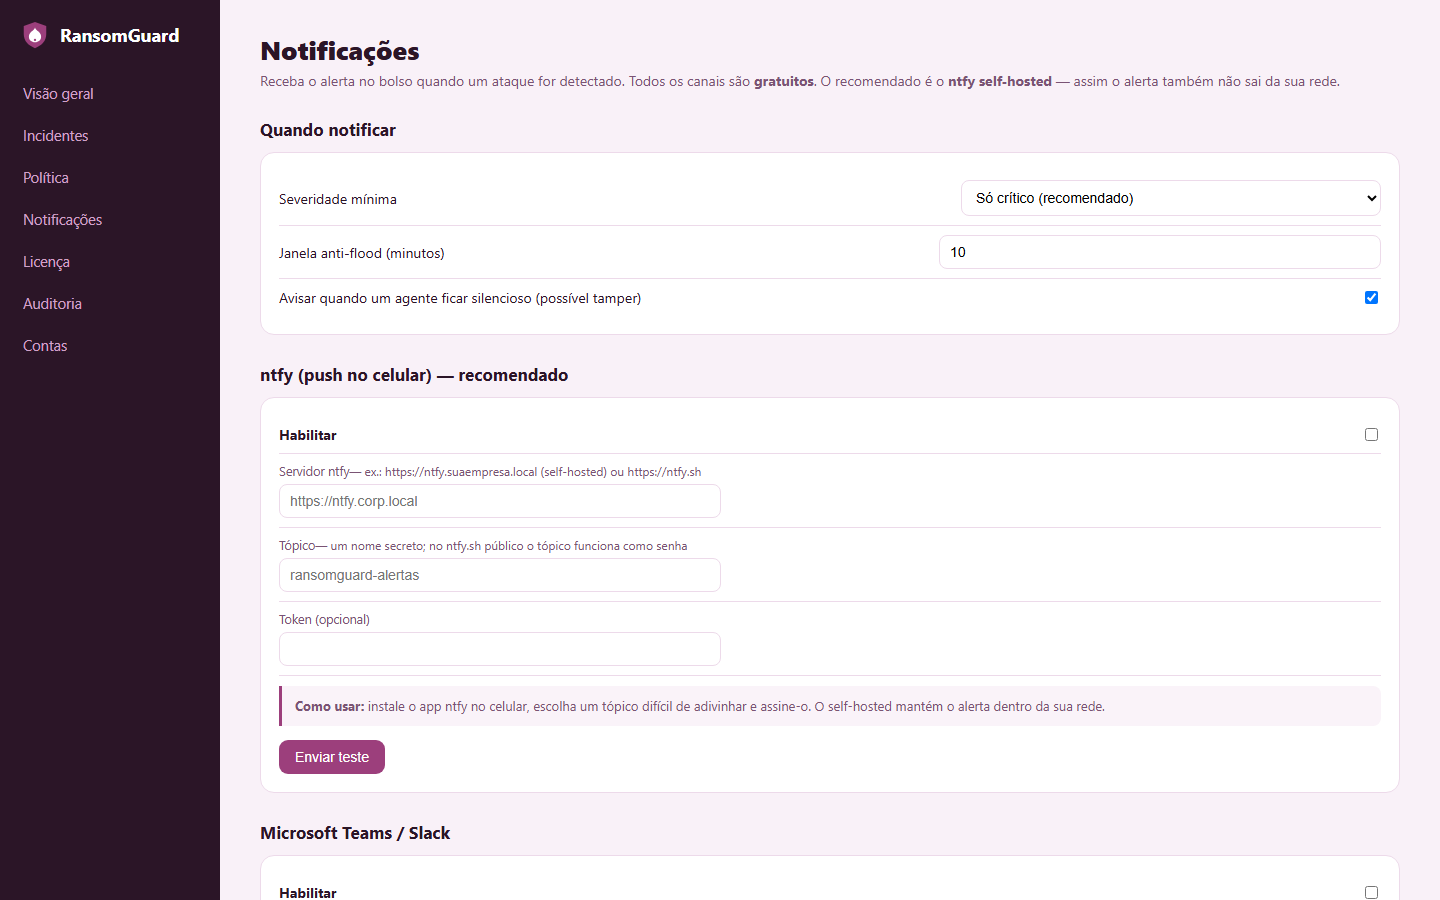 RansomGuard
Visão geral
Incidentes
Política
Notificações
Licença
Auditoria
Contas
Notificações
Receba o alerta no bolso quando um ataque for detectado. Todos os canais são gratuitos. O recomendado é o ntfy self-hosted — assim o alerta também não sai da sua rede.
Quando notificar
Severidade mínima
Só crítico (recomendado)
Janela anti-flood (minutos)
10
Avisar quando um agente ficar silencioso (possível tamper)
ntfy (push no celular) — recomendado
Habilitar
Servidor ntfy— ex.: https://ntfy.suaempresa.local (self-hosted) ou https://ntfy.sh
https://ntfy.corp.local
Tópico— um nome secreto; no ntfy.sh público o tópico funciona como senha
ransomguard-alertas
Token (opcional)
Como usar: instale o app ntfy no celular, escolha um tópico difícil de adivinhar e assine-o. O self-hosted mantém o alerta dentro da sua rede.
Enviar teste
Microsoft Teams / Slack
Habilitar